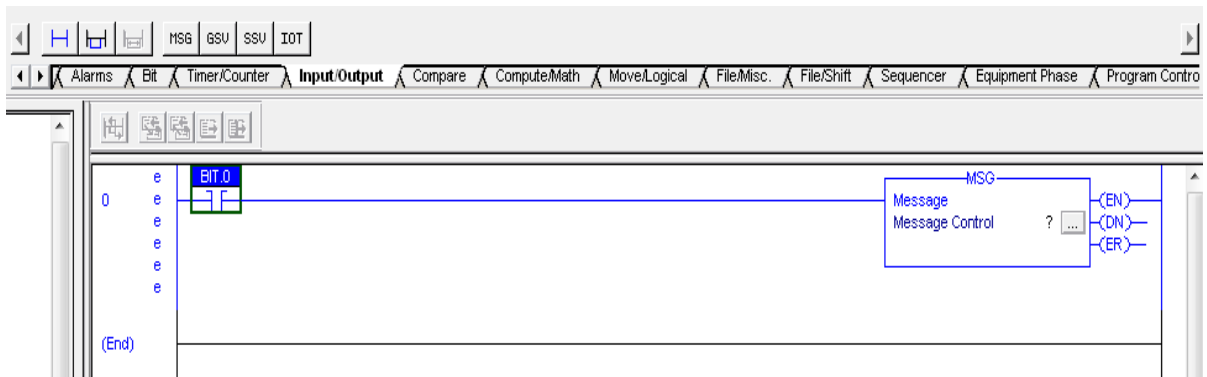 MSG GSV SSV IOT
Alarms Bit Timer/Counter Input/Output Compare Compute/Math Move/Logical File/Misc. File/Shift Sequencer Equipment Phase Program Contro
e BIT.0 MSG
0 e Message (EN)
e Message Control ? ... (DN)
e (ER)
e
e
(End)